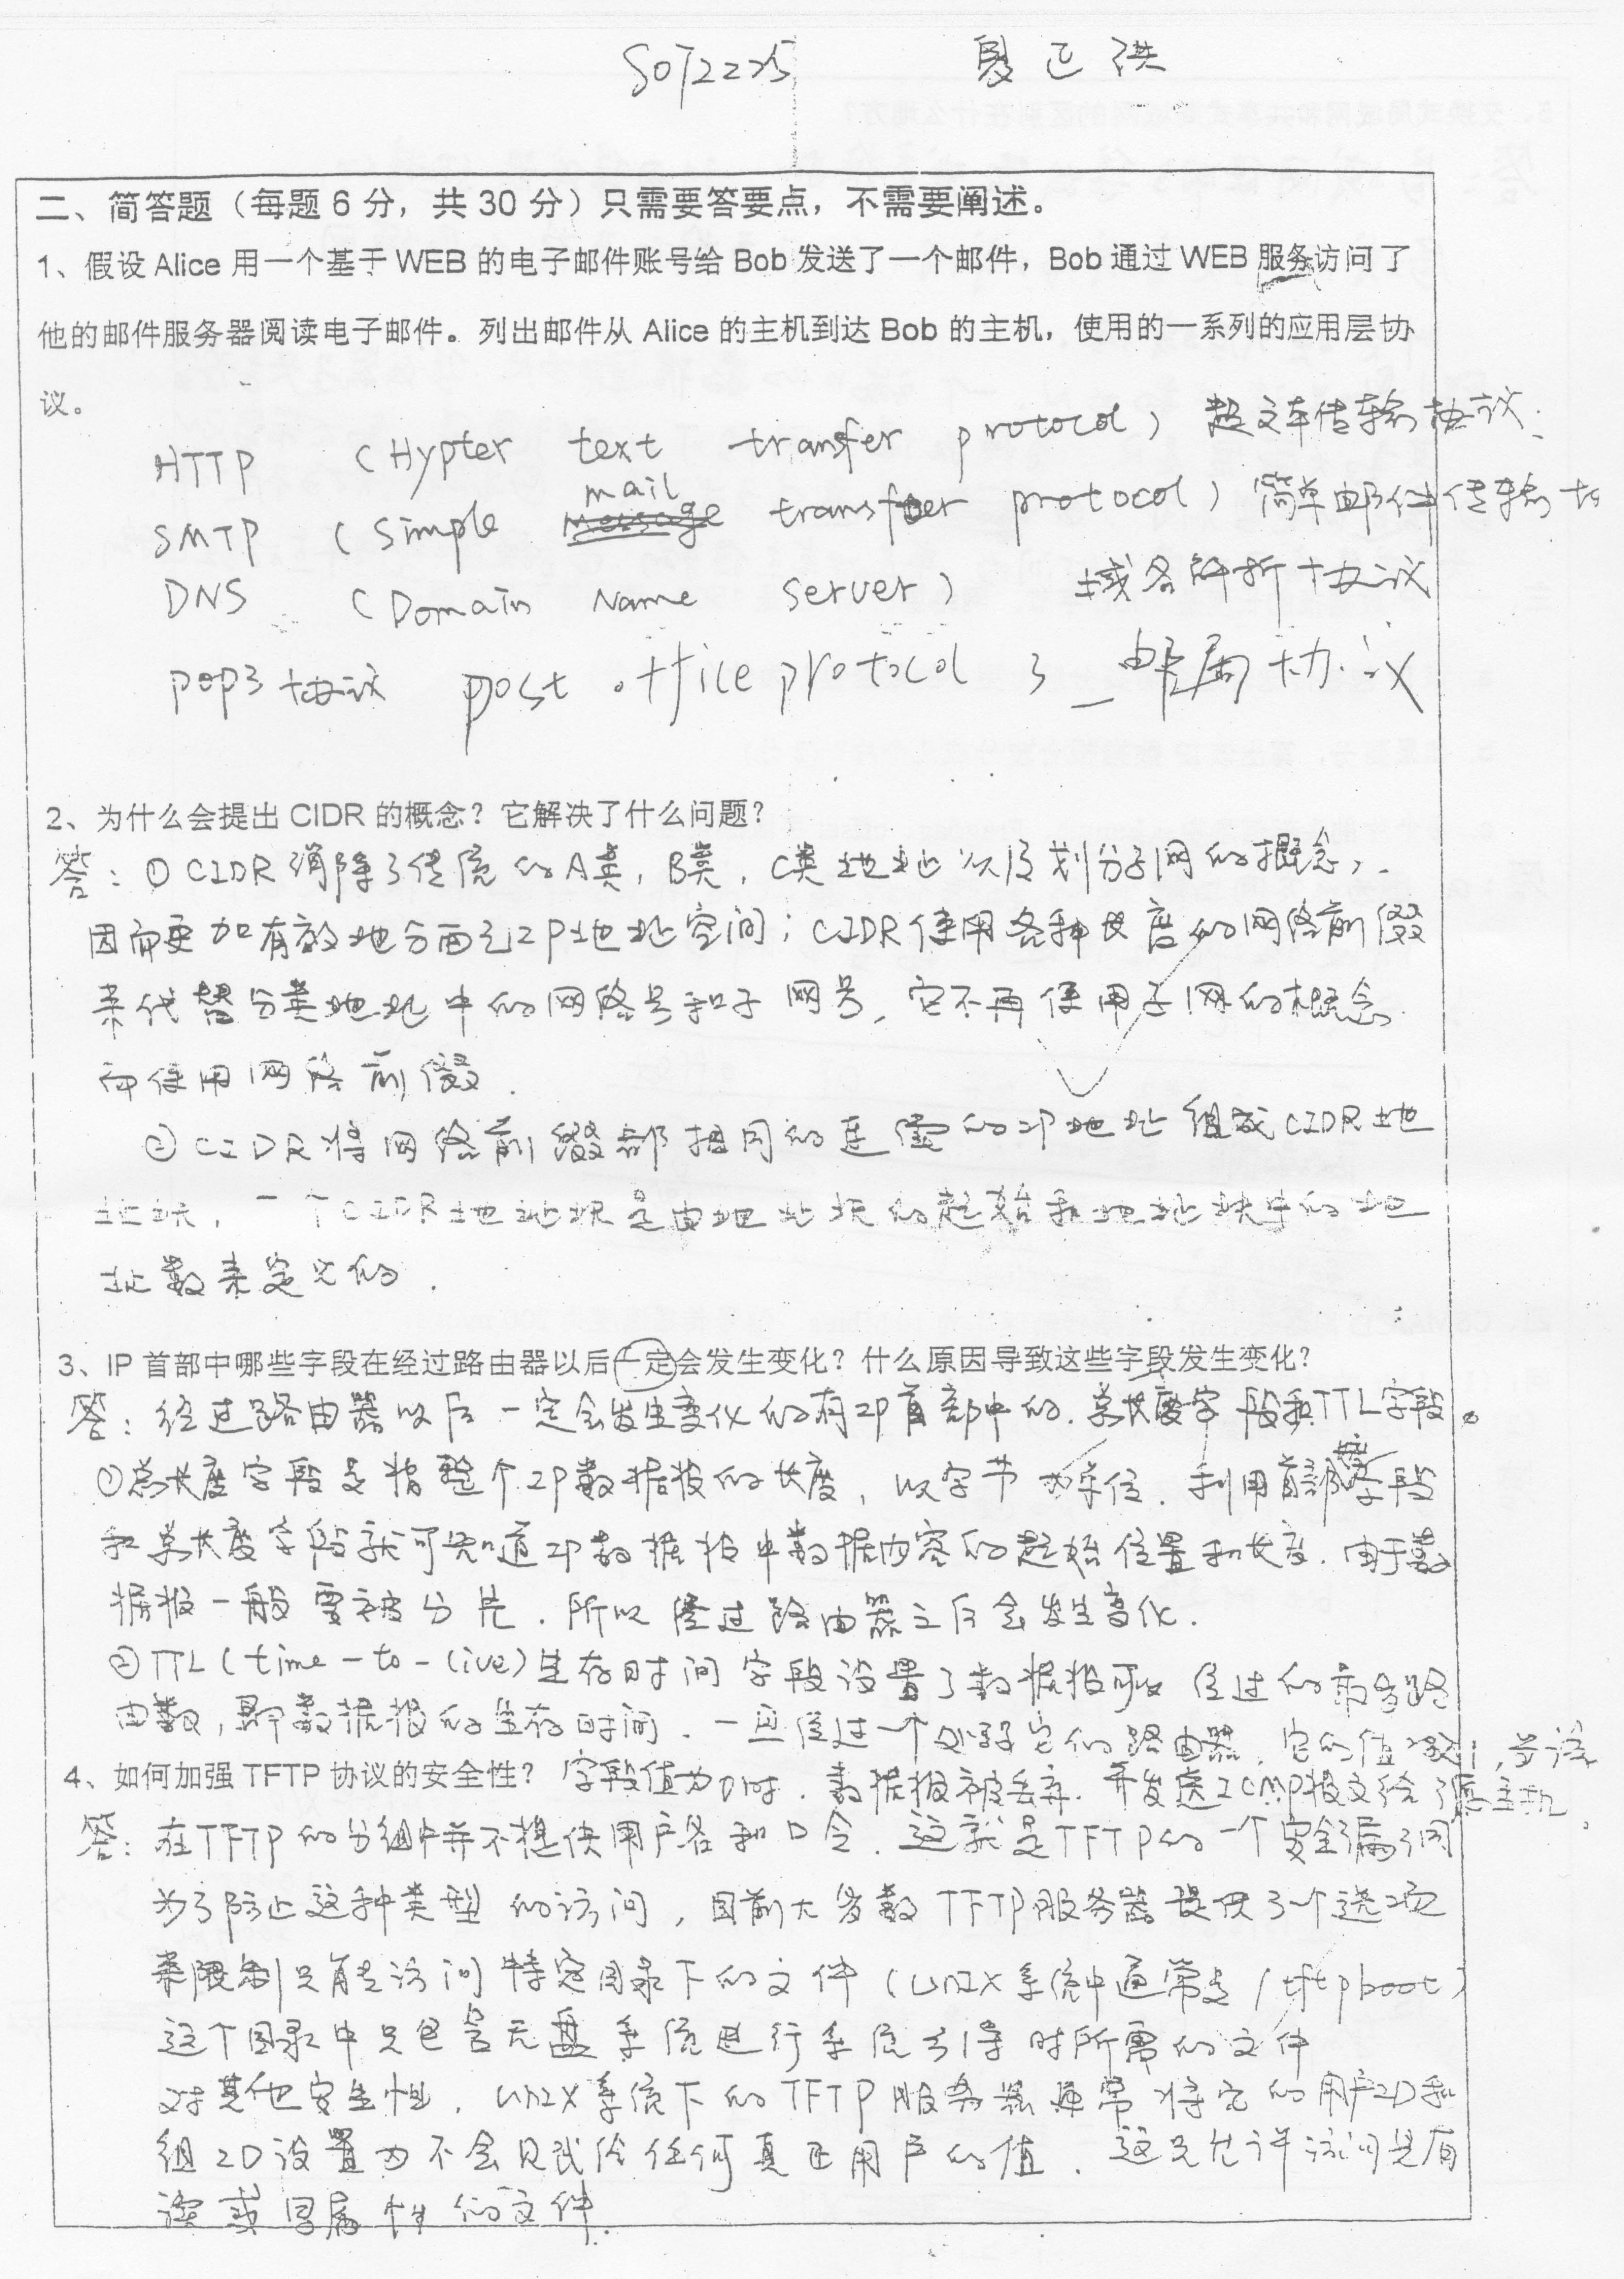 二、简答题（每题 6 分，共 30 分）只需要答要点，不需要阐述。
1、假设 Alice 用一个基于 WEB 的电子邮件账号给 Bob 发送了一个邮件，Bob 通过 WEB 服务访问了
他的邮件服务器阅读电子邮件。列出邮件从 Alice 的主机到达 Bob 的主机，使用的一系列的应用层协
议。
HTTP （Hypter text transfer protocol） 超文本传输协议.
SMTP （Simple mail transfer protocol）简单邮件传输协
DNS （Domain Name server） 域名解析协议
pop3协议 post office protocol 3 邮局协议
2、为什么会提出 CIDR 的概念？它解决了什么问题？
答：① CIDR 消除了传统的A类，B类，C类地址以及划分子网的概念，
因而更加有效地分配IP地址空间；CIDR使用各种长度的网络前缀
来代替分类地址中的网络号和子网号，它不再使用子网的概念
而使用网络前缀.
② CIDR将网络前缀都相同的连续的IP地址组成CIDR地
址块，一个CIDR地址块是由地址块的起始和地址块中的地
址数来定义的.
3、IP 首部中哪些字段在经过路由器以后一定会发生变化？什么原因导致这些字段发生变化？
答：经过路由器以后一定会发生变化的有IP首部中的.总长度字段和TTL字段。
①总长度字段是指整个IP数据报的长度，以字节为单位.利用首部长度字段
和总长度字段就可知道IP数据报中数据内容的起始位置和长度.由于数
据报一般要被分片.所以经过路由器之后会发生变化.
② TTL(time-to-live)生存时间字段设置了数据报可以经过的最多路
由数，即数据报的生存时间.一旦经过一个处理它的路由器，它的值减1，当该
4、如何加强 TFTP 协议的安全性？ 字段值为0时.数据报被丢弃.并发送ICMP报文给源主机.
答：在TFTP的分组中并不提供用户名和口令.这就是TFTP的一个安全漏洞
为了防止这种类型的访问，目前大多数TFTP服务器提供了一个选项
来限制只能访问特定目录下的文件（UNIX系统中通常是/tftpboot）
这个目录中只包含无盘系统进行系统引导时所需的文件
对其他安全性，UNIX系统下的TFTP服务器通常将它的用户ID和
组ID设置为不会赋给任何真正用户的值.这只允许访问具有
读或写属性的文件.